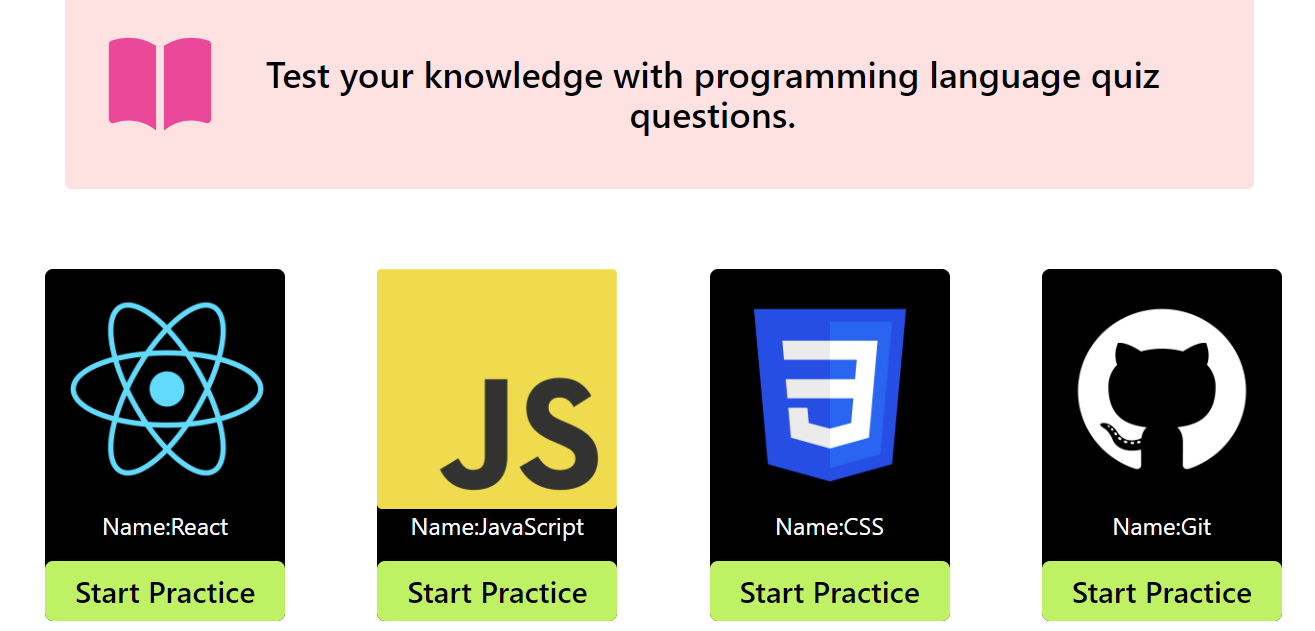 Test your knowledge with programming language quiz
questions.
JS
Name:React
Name:JavaScript
Name:CSS
Name:Git
Start Practice
Start Practice
Start Practice
Start Practice